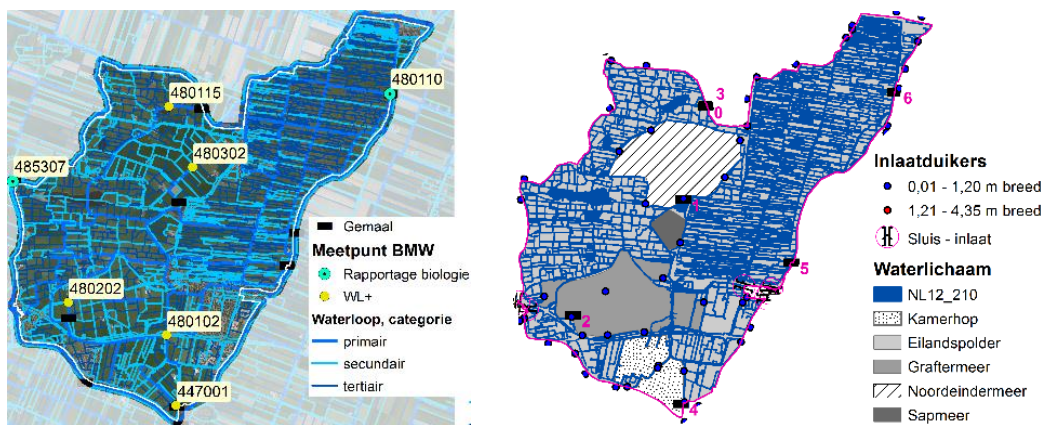 480110
480115
480302
485307
480202
480102
447001
Gemaal
Meetpunt BMW
Rapportage biologie
WL+
Waterloop, categorie
primair
secundair
tertiair
3
0
6
1
5
2
4
Inlaatduikers
0,01 - 1,20 m breed
1,21 - 4,35 m breed
Sluis - inlaat
Waterlichaam
NL12_210
Kamerhop
Eilandspolder
Graftermeer
Noordeindermeer
Sapmeer